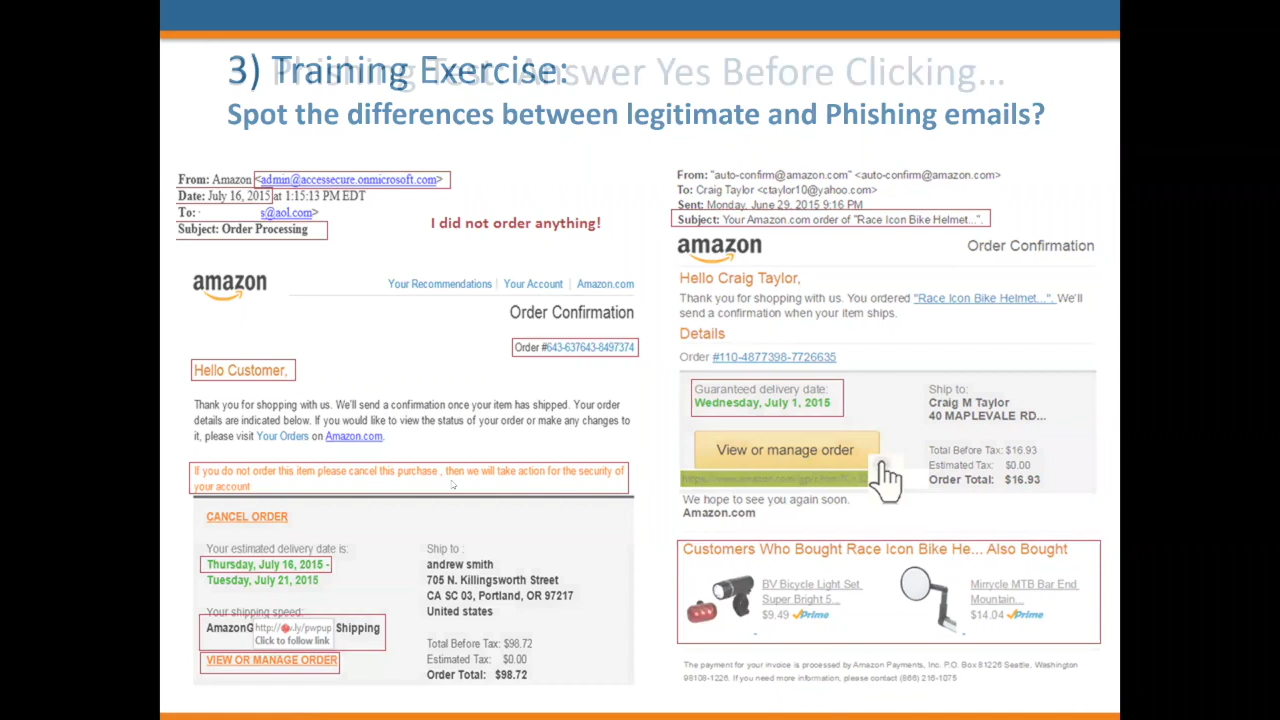 3) Training Exercise:
Phishing Test: Answer Yes Before Clicking...
Spot the differences between legitimate and Phishing emails?
From: Amazon <admin@accessecure.onmicrosoft.com>
Date: July 16, 2015 at 1:15:13 PM EDT
To: s@aol.com>
Subject: Order Processing
I did not order anything!
amazon
Your Recommendations | Your Account | Amazon.com
Order Confirmation
Order #643-637643-8497374
Hello Customer,
Thank you for shopping with us. We'll send a confirmation once your item has shipped. Your order
details are indicated below. If you would like to view the status of your order or make any changes to
it, please visit Your Orders on Amazon.com.
If you do not order this item please cancel this purchase , then we will take action for the security of
your account
CANCEL ORDER
Your estimated delivery date is:
Thursday, July 16, 2015 -
Tuesday, July 21, 2015
Your shipping speed:
AmazonG Shipping
Click to follow link
VIEW OR MANAGE ORDER
Ship to :
andrew smith
705 N. Killingsworth Street
CA SC 03, Portland, OR 97217
United states
Total Before Tax: $98.72
Estimated Tax: $0.00
Order Total: $98.72
From: "auto-confirm@amazon.com" <auto-confirm@amazon.com>
To: Craig Taylor <ctaylor10@yahoo.com>
Sent: Monday, June 29, 2015 9:16 PM
Subject: Your Amazon.com order of "Race Icon Bike Helmet...".
amazon
Order Confirmation
Hello Craig Taylor,
Thank you for shopping with us. You ordered "Race Icon Bike Helmet...". We'll
send a confirmation when your item ships.
Details
Order #110-4877398-7726635
Guaranteed delivery date:
Wednesday, July 1, 2015
View or manage order
Ship to:
Craig M Taylor
40 MAPLEVALE RD...
Total Before Tax: $16.93
Estimated Tax: $0.00
Order Total: $16.93
We hope to see you again soon.
Amazon.com
Customers Who Bought Race Icon Bike He... Also Bought
BV Bicycle Light Set
Super Bright 5...
$9.49 Prime
Mirrycle MTB Bar End
Mountain...
$14.04 Prime
The payment for your invoice is processed by Amazon Payments, Inc. P.O. Box 81226 Seattle, Washington
98108-1226. If you need more information, please contact (866) 216-1075